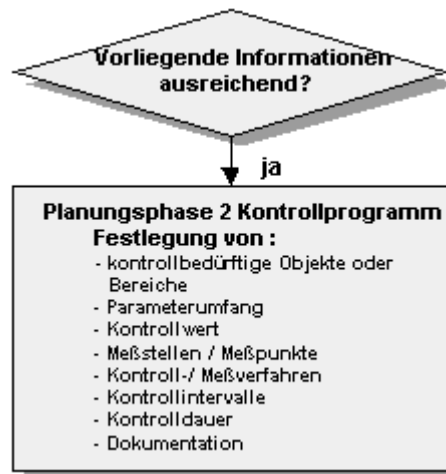 Vorliegende Informationen
ausreichend?
ja
Planungsphase 2 Kontrollprogramm
Festlegung von :
- kontrollbedürftige Objekte oder
Bereiche
- Parameterumfang
- Kontrollwert
- Meßstellen / Meßpunkte
- Kontroll-/ Meßverfahren
- Kontrollintervalle
- Kontrolldauer
- Dokumentation